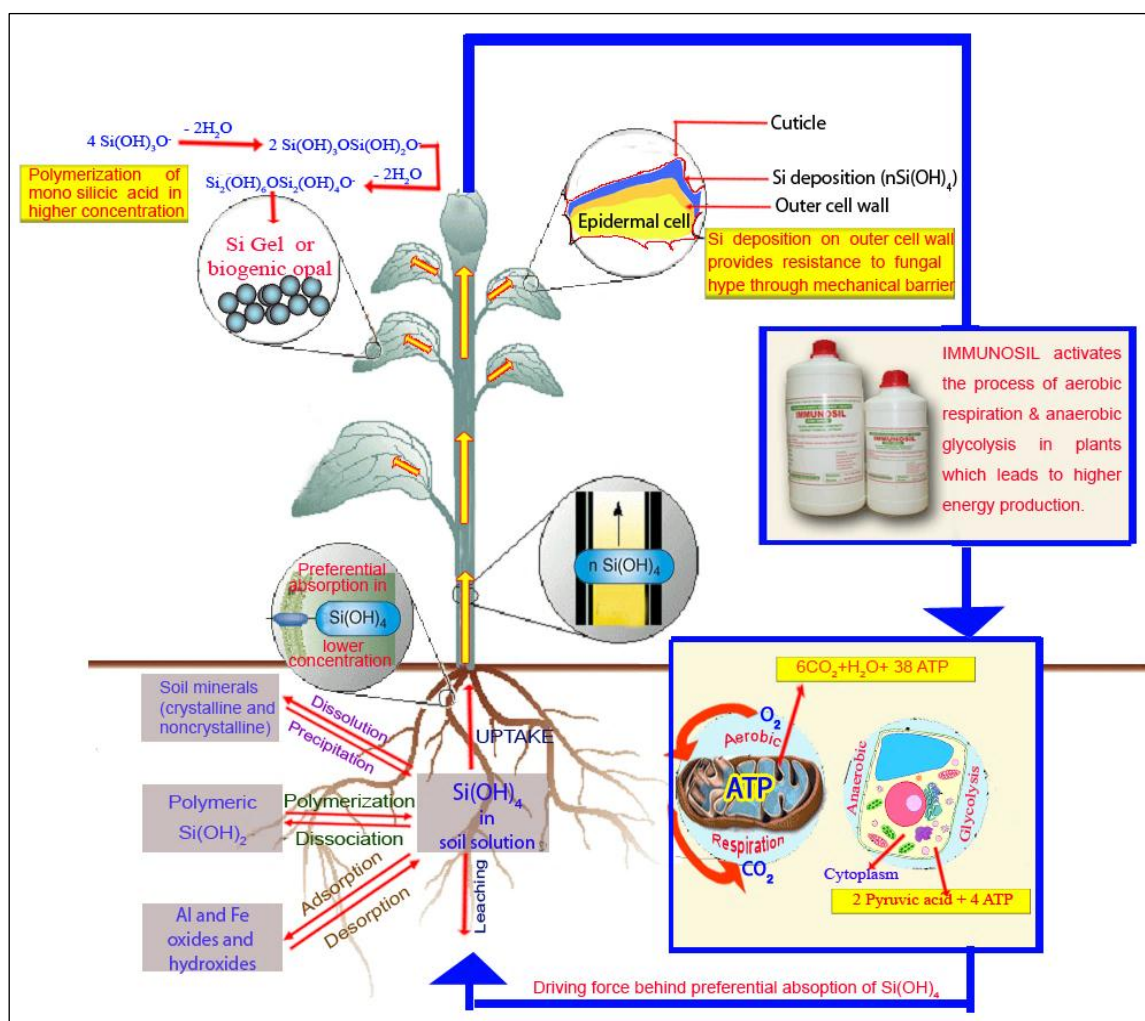 4 Si(OH)₃O⁻
- 2H₂O
2 Si(OH)₃OSi(OH)₂O⁻
- 2H₂O
Si₂(OH)₆OSi₂(OH)₄O⁻
Polymerization of
mono silicic acid in
higher concentration
Si Gel or
biogenic opal
Cuticle
Si deposition (nSi(OH)₄)
Outer cell wall
Epidermal cell
Si deposition on outer cell wall
provides resistance to fungal
hype through mechanical barrier
IMMUNOSIL
IMMUNOSIL
IMMUNOSIL activates
the process of aerobic
respiration & anaerobic
glycolysis in plants
which leads to higher
energy production.
n Si(OH)₄
Preferential
absorption in
Si(OH)₄
lower
concentration
Soil minerals
(crystalline and
noncrystalline)
Dissolution
Precipitation
UPTAKE
Polymeric
Si(OH)₂
Polymerization
Dissociation
Si(OH)₄
in
soil solution
Al and Fe
oxides and
hydroxides
Adsorption
Desorption
Leaching
6CO₂+H₂O+ 38 ATP
O₂
Aerobic
ATP
Respiration
CO₂
Anaerobic
Glycolysis
Cytoplasm
2 Pyruvic acid + 4 ATP
Driving force behind preferential absoption of Si(OH)₄